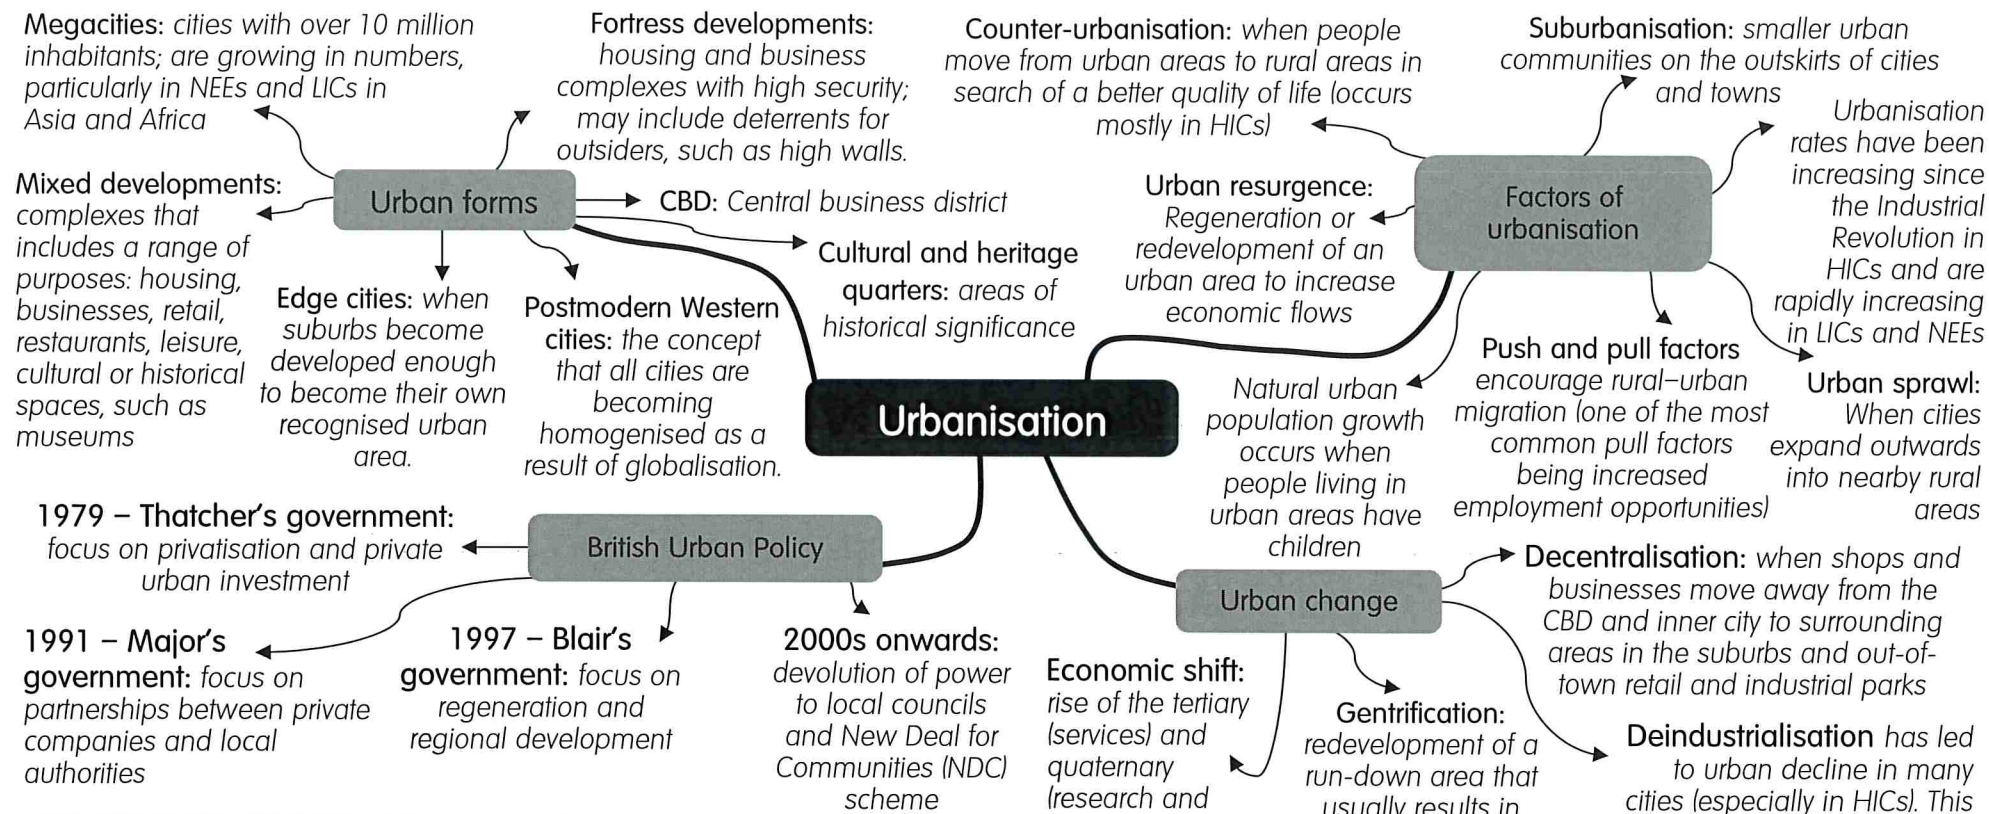 Megacities: cities with over 10 million
inhabitants; are growing in numbers,
particularly in NEEs and LICs in
Asia and Africa
Fortress developments:
housing and business
complexes with high security;
may include deterrents for
outsiders, such as high walls.
Counter-urbanisation: when people
move from urban areas to rural areas in
search of a better quality of life (occurs
mostly in HICs)
Suburbanisation: smaller urban
communities on the outskirts of cities
and towns
Urbanisation
rates have been
increasing since
the Industrial
Revolution in
HICs and are
rapidly increasing
in LICs and NEEs
Mixed developments:
complexes that
includes a range of
purposes: housing,
businesses, retail,
restaurants, leisure,
cultural or historical
spaces, such as
museums
Urban forms
CBD: Central business district
Cultural and heritage
quarters: areas of
historical significance
Edge cities: when
suburbs become
developed enough
to become their own
recognised urban
area.
Postmodern Western
cities: the concept
that all cities are
becoming
homogenised as a
result of globalisation.
Urban resurgence:
Regeneration or
redevelopment of an
urban area to increase
economic flows
Factors of
urbanisation
Natural urban
population growth
occurs when
people living in
urban areas have
children
Push and pull factors
encourage rural–urban
migration (one of the most
common pull factors
being increased
employment opportunities)
Urban sprawl:
When cities
expand outwards
into nearby rural
areas
Urbanisation
1979 – Thatcher's government:
focus on privatisation and private
urban investment
British Urban Policy
1991 – Major's
government: focus on
partnerships between private
companies and local
authorities
1997 – Blair's
government: focus on
regeneration and
regional development
2000s onwards:
devolution of power
to local councils
and New Deal for
Communities (NDC)
scheme
Urban change
Economic shift:
rise of the tertiary
(services) and
quaternary
(research and
Gentrification:
redevelopment of a
run-down area that
usually results in
Decentralisation: when shops and
businesses move away from the
CBD and inner city to surrounding
areas in the suburbs and out-of-
town retail and industrial parks
Deindustrialisation has led
to urban decline in many
cities (especially in HICs). This